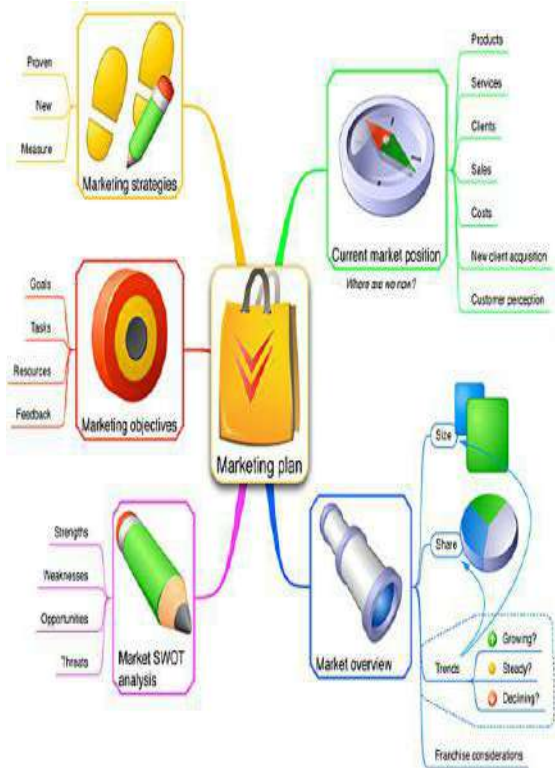 Proven
New
Measure
Marketing strategies
Products
Services
Clients
Sales
Costs
New client acquisition
Customer perception
Current market position
Where are we now?
Goals
Tasks
Resources
Feedback
Marketing objectives
Marketing plan
Strengths
Weaknesses
Opportunities
Threats
Market SWOT
analysis
Market overview
Size
Share
Trends
Growing?
Steady?
Declining?
Franchise considerations